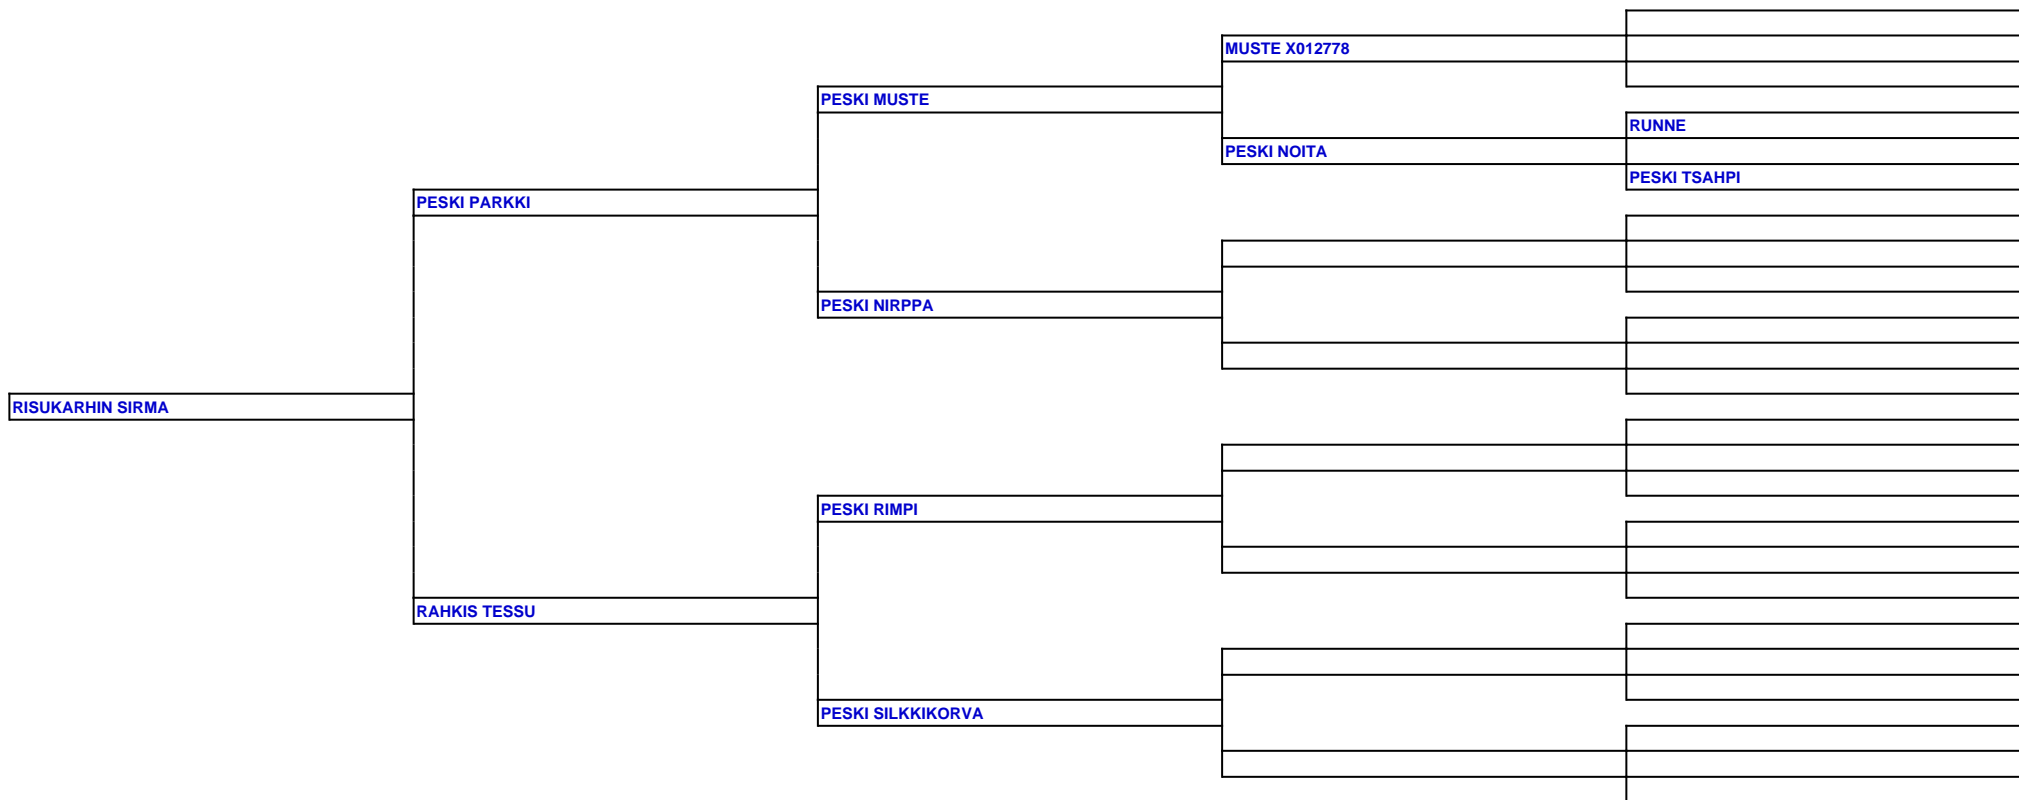 MUSTE X012778
PESKI MUSTE
RUNNE
PESKI NOITA
PESKI TSAHPI
PESKI PARKKI
PESKI NIRPPA
RISUKARHIN SIRMA
PESKI RIMPI
RAHKIS TESSU
PESKI SILKKIKORVA